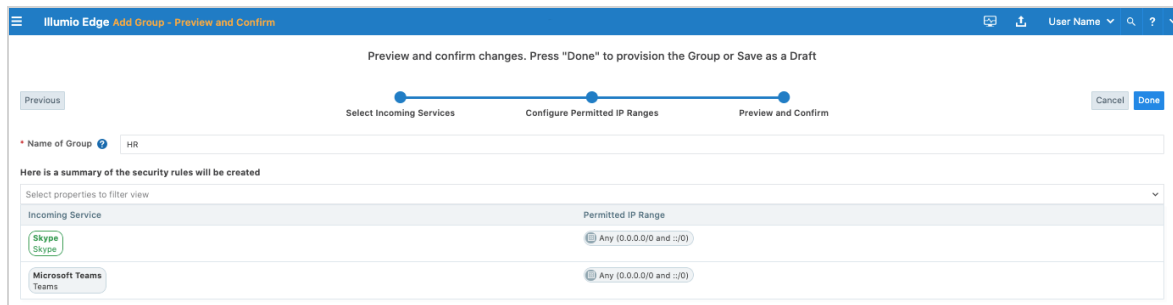 Illumio Edge Add Group - Preview and Confirm
User Name
?
Preview and confirm changes. Press "Done" to provision the Group or Save as a Draft
Previous
Cancel Done
Select Incoming Services Configure Permitted IP Ranges Preview and Confirm
* Name of Group ? HR
Here is a summary of the security rules will be created
Select properties to filter view
Incoming Service Permitted IP Range
Skype
Skype
Any (0.0.0.0/0 and ::/0)
Microsoft Teams
Teams
Any (0.0.0.0/0 and ::/0)